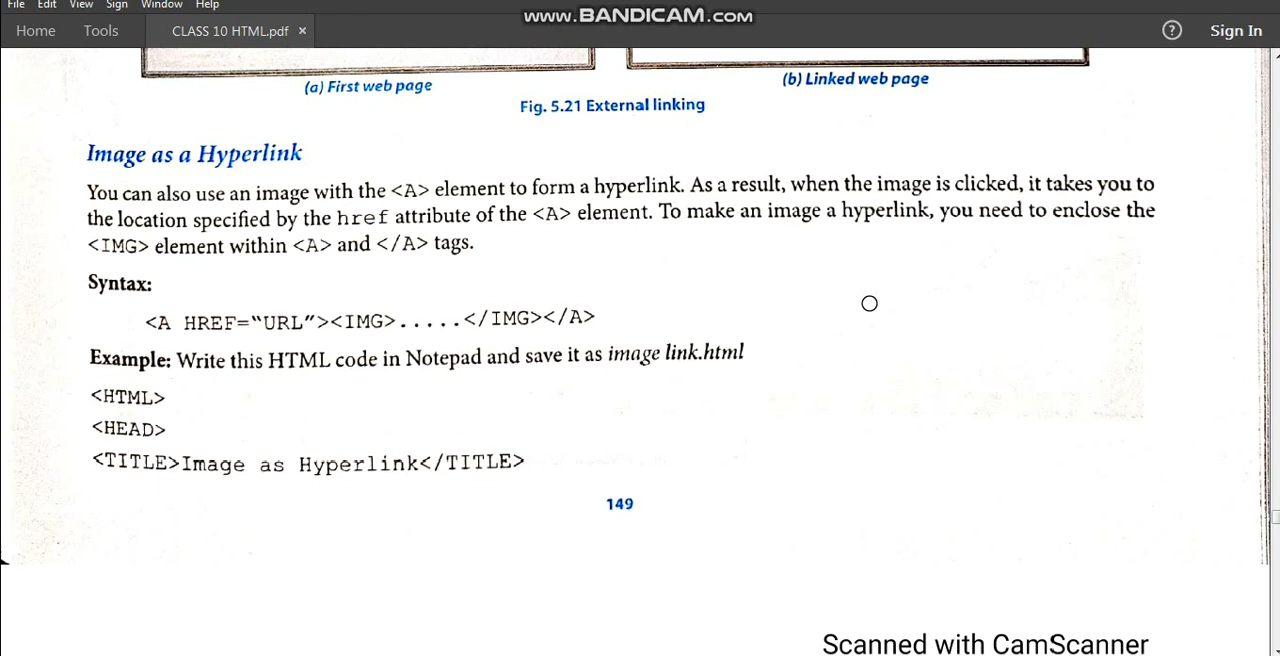 File Edit View Sign Window Help
www.BANDICAM.com
Home Tools CLASS 10 HTML.pdf × ? Sign In
(a) First web page
(b) Linked web page
Fig. 5.21 External linking
Image as a Hyperlink
You can also use an image with the <A> element to form a hyperlink. As a result, when the image is clicked, it takes you to
the location specified by the href attribute of the <A> element. To make an image a hyperlink, you need to enclose the
<IMG> element within <A> and </A> tags.
Syntax:
<A HREF="URL"><IMG>.....</IMG></A>
Example: Write this HTML code in Notepad and save it as image link.html
<HTML>
<HEAD>
<TITLE>Image as Hyperlink</TITLE>
149
Scanned with CamScanner